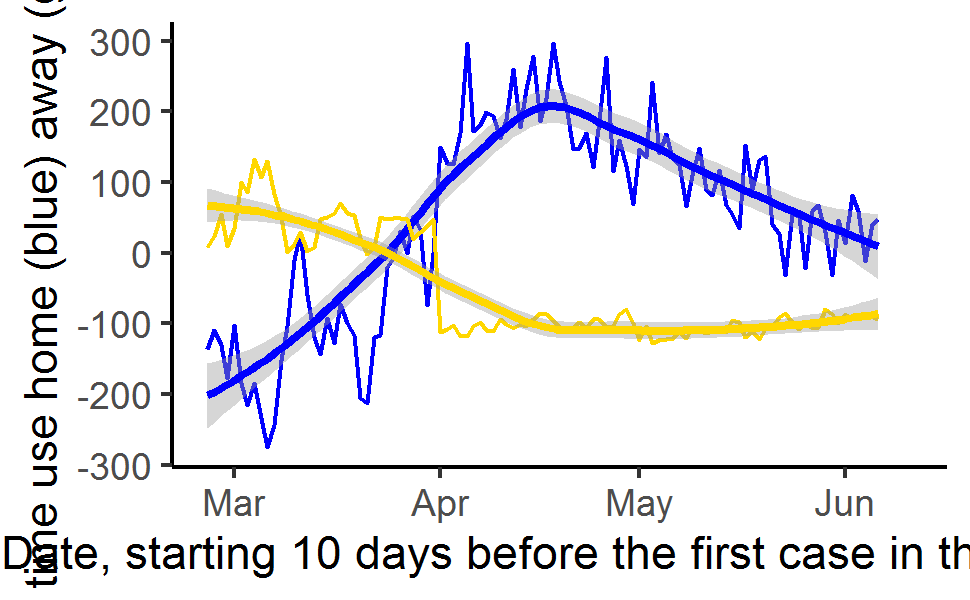 time use home (blue) away (
300
200
100
0
-100
-200
-300
Mar Apr May Jun
Date, starting 10 days before the first case in th